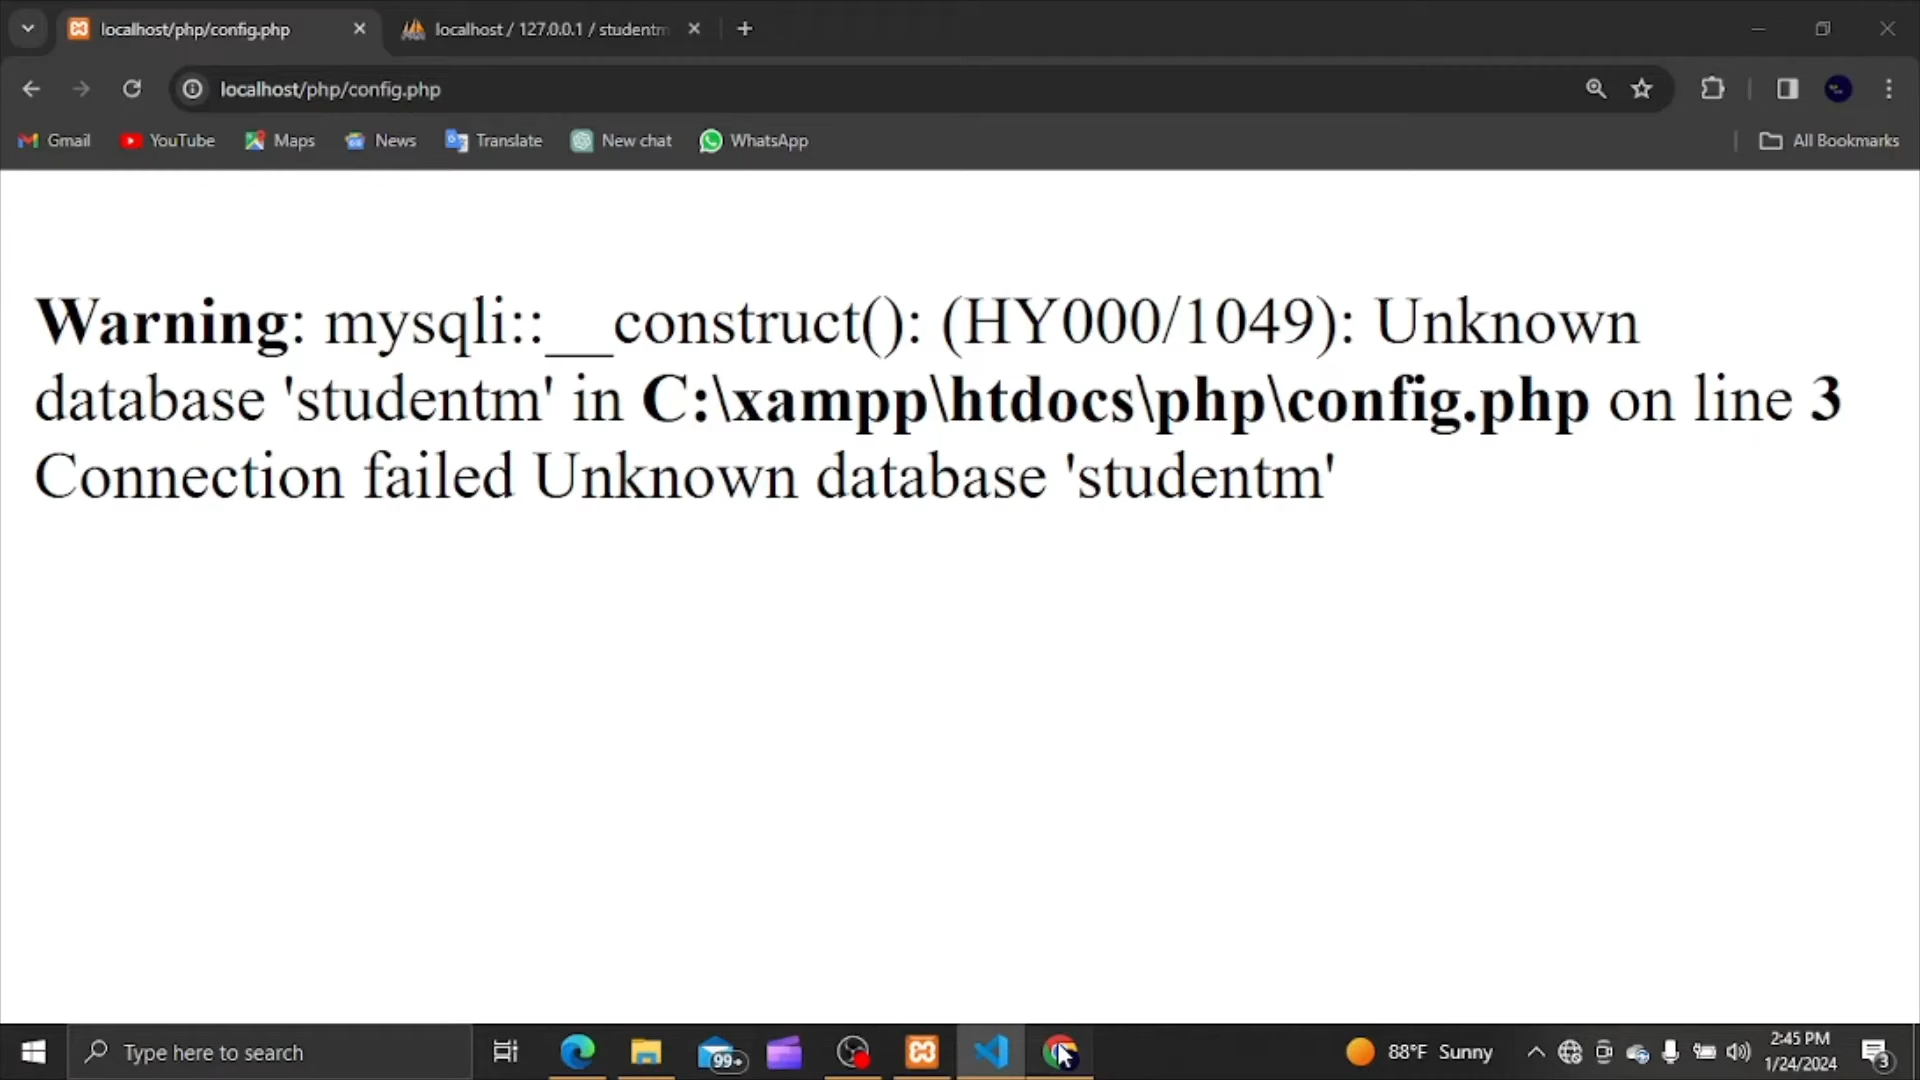 localhost/php/config.php
localhost / 127.0.0.1 / studentm
localhost/php/config.php
Gmail
YouTube
Maps
News
Translate
New chat
WhatsApp
All Bookmarks
Warning: mysqli::__construct(): (HY000/1049): Unknown
database 'studentm' in C:\xampp\htdocs\php\config.php on line 3
Connection failed Unknown database 'studentm'
Type here to search
99+
88°F Sunny
2:45 PM
1/24/2024
3